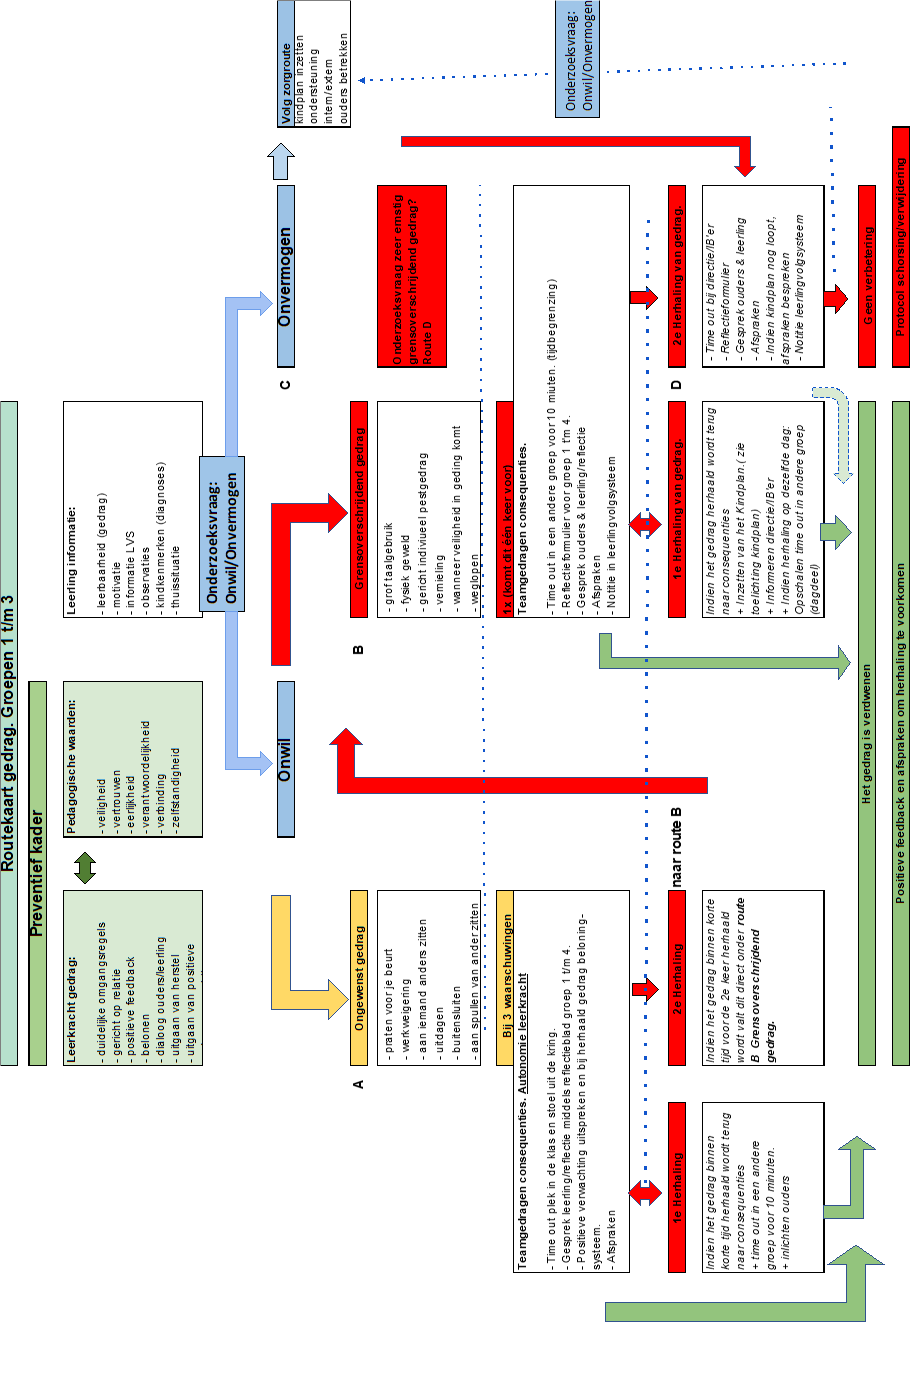 Routekaart gedrag. Groepen 1 t/m 3
Preventief kader
Leerkracht gedrag:
- duidelijke omgangsregels
- gericht op relatie
- positieve feedback
- belonen
- dialoog ouders/leerling
- uitgaan van herstel
- uitgaan van positieve
Pedagogische waarden:
- veiligheid
- vertrouwen
- eerlijkheid
- verantwoordelijkheid
- verbinding
- zelfstandigheid
Leerling informatie:
- leerbaarheid (gedrag)
- motivatie
- informatie LVS
- observaties
- kindkenmerken (diagnoses)
- thuissituatie
Onderzoeksvraag:
Onwil/Onvermogen
Onwil
C
Onvermogen
Volg zorgroute
kindplan inzetten
ondersteuning
intern/extern
ouders betrekken
A
Ongewenst gedrag
- praten voor je beurt
- werkweigering
- aan iemand anders zitten
- uitdagen
- buitensluiten
- aan spullen van ander zitten
B
Grensoverschrijdend gedrag
- grof taalgebruik
- fysiek geweld
- gericht indiviueel pestgedrag
- vernieling
- wanneer veiligheid in geding komt
- weglopen
Onderzoeksvraag zeer ernstig
grensoverschrijdend gedrag?
Route D
Bij 3 waarschuwingen
Teamgedragen consequenties. Autonomie leerkracht
- Time out plek in de klas en stoel uit de kring.
- Gesprek leerling/reflectie middels reflectieblad groep 1 t/m 4.
- Positieve verwachting uitspreken en bij herhaald gedrag beloning-
systeem.
- Afspraken
1x (komt dit één keer voor)
Teamgedragen consequenties.
- Time out in een andere groep voor 10 miuten. (tijdbegrenzing)
- Reflectieformulier voor groep 1 t'm 4.
- Gesprek ouders & leerling/reflectie
- Afspraken
- Notitie in leerlingvolgsysteem
Onderzoeksvraag:
Onwil/Onvermogen
1e Herhaling
Indien het gedrag binnen
korte tijd herhaald wordt terug
naar consequenties
+ time out in een andere
groep voor 10 minuten.
+ inlichten ouders
2e Herhaling
Indien het gedrag binnen korte
tijd voor de 2e keer herhaald
wordt valt dit direct onder route
B Grensoverschrijdend
gedrag.
naar route B
1e Herhaling van gedrag.
Indien het gedrag herhaald wordt terug
naar consequenties
+ Inzetten van het Kindplan.( zie
toelichting kindplan)
+ Informeren directie/IB'er
+ Indien herhaling op dezelfde dag:
Opschalen time out in andere groep
(dagdeel)
D
2e Herhaling van gedrag.
- Time out bij directie/IB'er
- Reflectieformulier
- Gesprek ouders & leerling
- Afspraken
- Indien kindplan nog loopt,
afspraken bespreken
- Notitie leerlingvolgsysteem
Het gedrag is verdwenen
Geen verbetering
Positieve feedback en afspraken om herhaling te voorkomen
Protocol schorsing/verwijdering